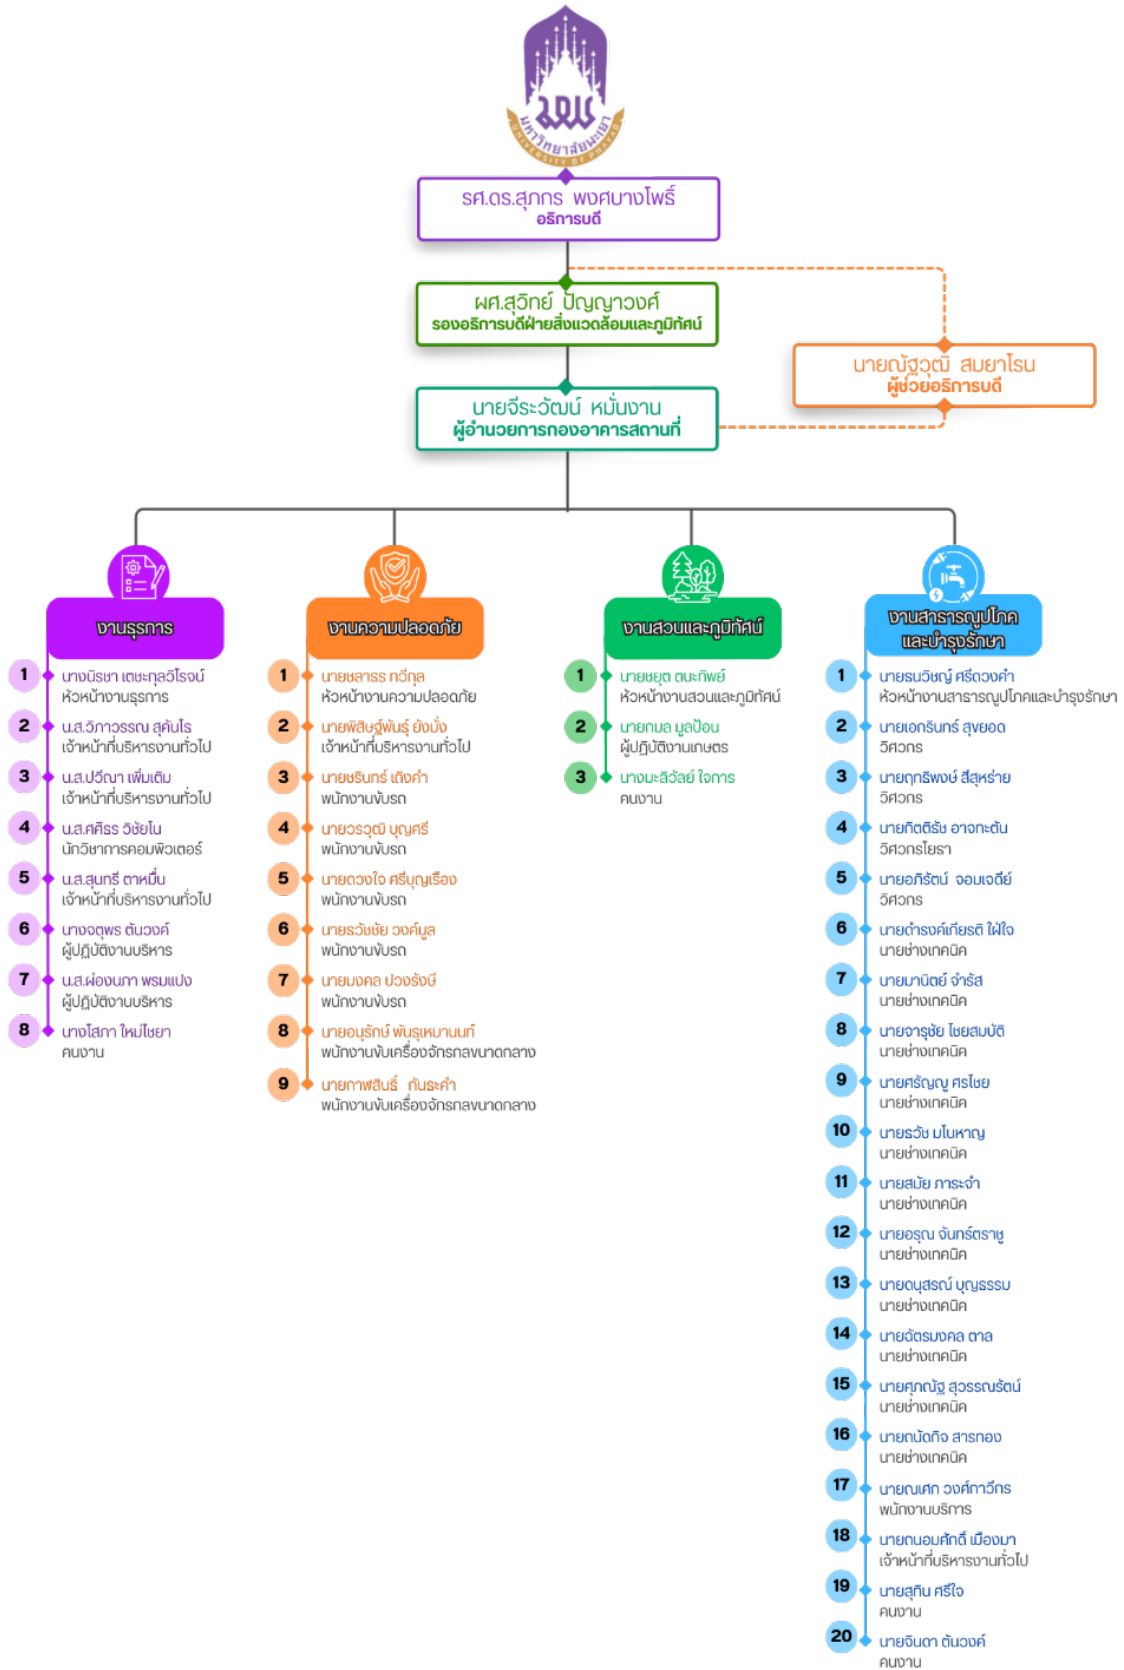 มหาวิทยาลัยพะเยา
UNIVERSITY OF PHAYAO
รศ.ดร.สุภกร พงศบางโพธิ์
อธิการบดี
ผศ.สุวิทย์ ปัญญาวงศ์
รองอธิการบดีฝ่ายสิ่งแวดล้อมและภูมิทัศน์
นายณัฐวุฒิ สมยาโรน
ผู้ช่วยอธิการบดี
นายจีระวัฒน์ หมั่นงาน
ผู้อำนวยการกองอาคารสถานที่
งานธุรการ
1 นางนิรชา เตชะกุลวิโรจน์
หัวหน้างานธุรการ
2 น.ส.วิภาวรรณ สุคันโร
เจ้าหน้าที่บริหารงานทั่วไป
3 น.ส.ปวีณา เพิ่มเติม
เจ้าหน้าที่บริหารงานทั่วไป
4 น.ส.ศศิธร วิชัยโน
นักวิชาการคอมพิวเตอร์
5 น.ส.สุนทรี ตาหมื่น
เจ้าหน้าที่บริหารงานทั่วไป
6 นางจตุพร ตันวงค์
ผู้ปฏิบัติงานบริหาร
7 น.ส.ผ่องนภา พรมแปง
ผู้ปฏิบัติงานบริหาร
8 นางโสภา ใหม่ไชยา
คนงาน
งานความปลอดภัย
1 นายชลารร ทวีกุล
หัวหน้างานความปลอดภัย
2 นายพิสิษฐ์พันธุ์ ยังมั่ง
เจ้าหน้าที่บริหารงานทั่วไป
3 นายชรินทร์ เถิงคำ
พนักงานขับรถ
4 นายวรวุฒิ บุญศรี
พนักงานขับรถ
5 นายดวงใจ ศรีบุญเรือง
พนักงานขับรถ
6 นายธวัชชัย วงค์มูล
พนักงานขับรถ
7 นายมงคล ปวงรังษี
พนักงานขับรถ
8 นายอนุรักษ์ พันธุเหมานนท์
พนักงานขับเครื่องจักรกลขนาดกลาง
9 นายกาฬสินธิ์ กันธะคำ
พนักงานขับเครื่องจักรกลขนาดกลาง
งานสวนและภูมิทัศน์
1 นายชยุต ตนะทิพย์
หัวหน้างานสวนและภูมิทัศน์
2 นายกมล มูลป้อน
ผู้ปฏิบัติงานเกษตร
3 นางมะลิวัลย์ ใจการ
คนงาน
งานสาธารณูปโภค
และบำรุงรักษา
1 นายธนวิชญ์ ศรีดวงคำ
หัวหน้างานสาธารณูปโภคและบำรุงรักษา
2 นายเอกรินทร์ สุขยอด
วิศวกร
3 นายฤทธิพงษ์ สีสุหร่าย
วิศวกร
4 นายกิตติธัช อาจทะตัน
วิศวกรโยธา
5 นายอภิรัตน์ จอมเจดีย์
วิศวกร
6 นายดำรงค์เกียรติ ใฝ่ใจ
นายช่างเทคนิค
7 นายมานิตย์ จำรัส
นายช่างเทคนิค
8 นายจารุชัย ไชยสมบัติ
นายช่างเทคนิค
9 นายศรัญญู ศรไชย
นายช่างเทคนิค
10 นายธวัช มโนหาญ
นายช่างเทคนิค
11 นายสมัย ภาระจำ
นายช่างเทคนิค
12 นายอรุณ จันทร์ตราชู
นายช่างเทคนิค
13 นายดนุสรณ์ บุญธรรม
นายช่างเทคนิค
14 นายฉัตรมงคล ตาล
นายช่างเทคนิค
15 นายศุภณัฐ สุวรรณรัตน์
นายช่างเทคนิค
16 นายถนัดกิจ สารทอง
นายช่างเทคนิค
17 นายณเศก วงศ์กาวีกร
พนักงานบริการ
18 นายถนอมศักดิ์ เมืองมา
เจ้าหน้าที่บริหารงานทั่วไป
19 นายสุทิน ศรีใจ
คนงาน
20 นายจินดา ตันวงค์
คนงาน